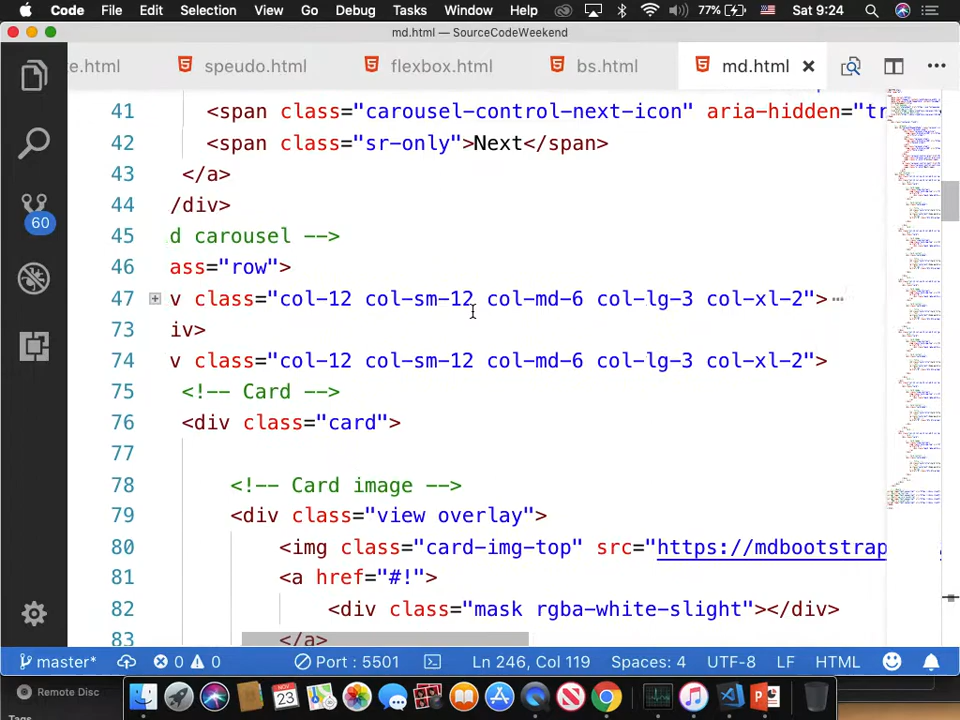 Code File Edit Selection View Go Debug Tasks Window Help 77% Sat 9:24
md.html — SourceCodeWeekend
e.html speudo.html flexbox.html bs.html md.html
41 <span class="carousel-control-next-icon" aria-hidden="tr
42 <span class="sr-only">Next</span>
43 </a>
44 /div>
45 d carousel -->
46 ass="row">
47 v class="col-12 col-sm-12 col-md-6 col-lg-3 col-xl-2">
73 iv>
74 v class="col-12 col-sm-12 col-md-6 col-lg-3 col-xl-2">
75 <!-- Card -->
76 <div class="card">
77
78 <!-- Card image -->
79 <div class="view overlay">
80 <img class="card-img-top" src="https://mdbootstrap
81 <a href="#!">
82 <div class="mask rgba-white-slight"></div>
83 </a>
60
master* 0 0 Port : 5501 Ln 246, Col 119 Spaces: 4 UTF-8 LF HTML
Remote Disc
NOV
23
Tags